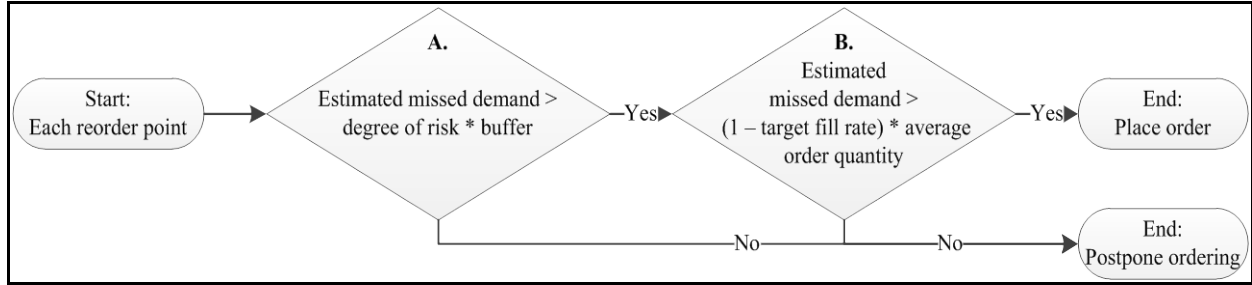 Start:
Each reorder point
A.
Estimated missed demand >
degree of risk * buffer
Yes
B.
Estimated
missed demand >
(1 – target fill rate) * average
order quantity
Yes
End:
Place order
No
No
End:
Postpone ordering